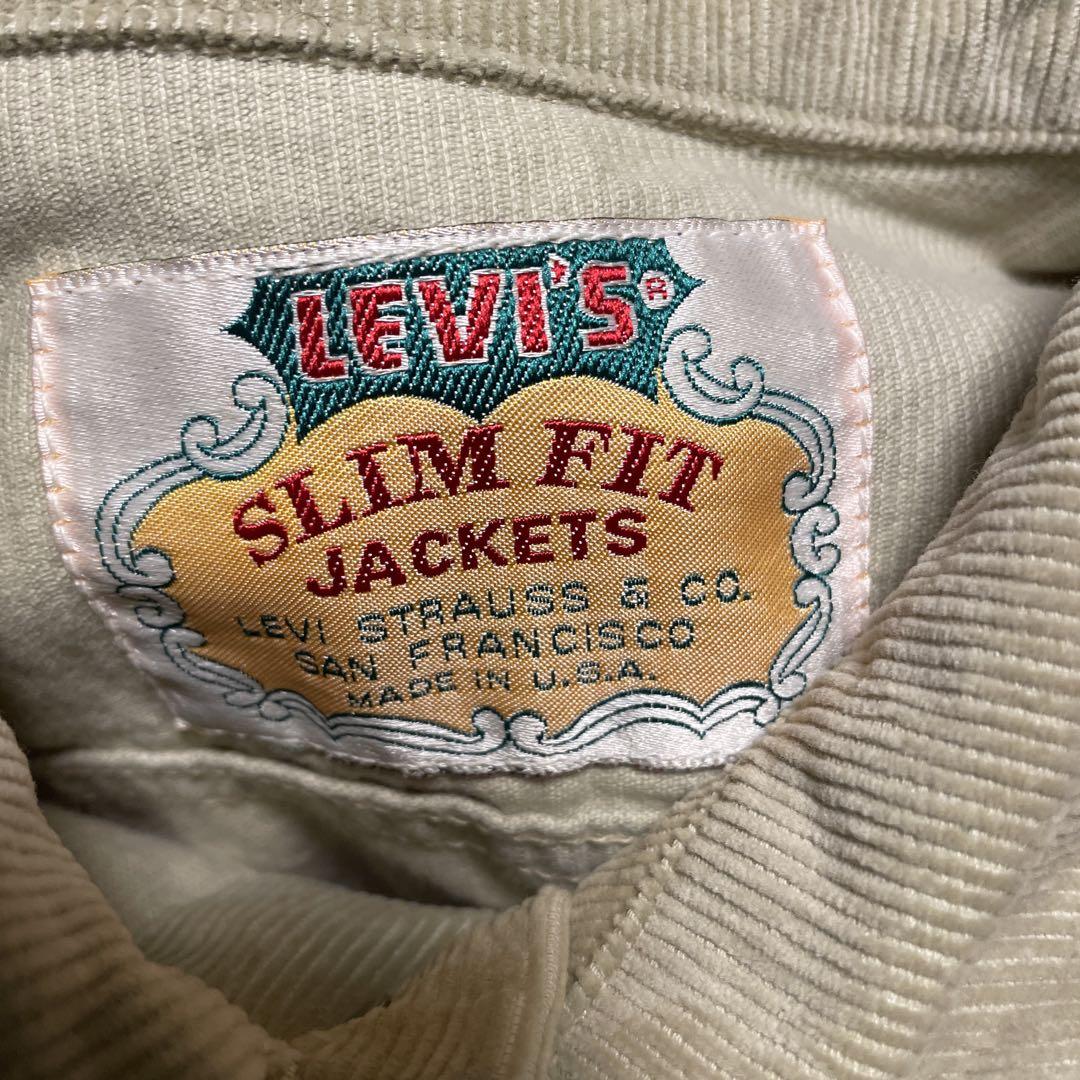 LEVI'S®
SLIM FIT
JACKETS
LEVI STRAUSS & CO.
SAN FRANCISCO
MADE IN U.S.A.